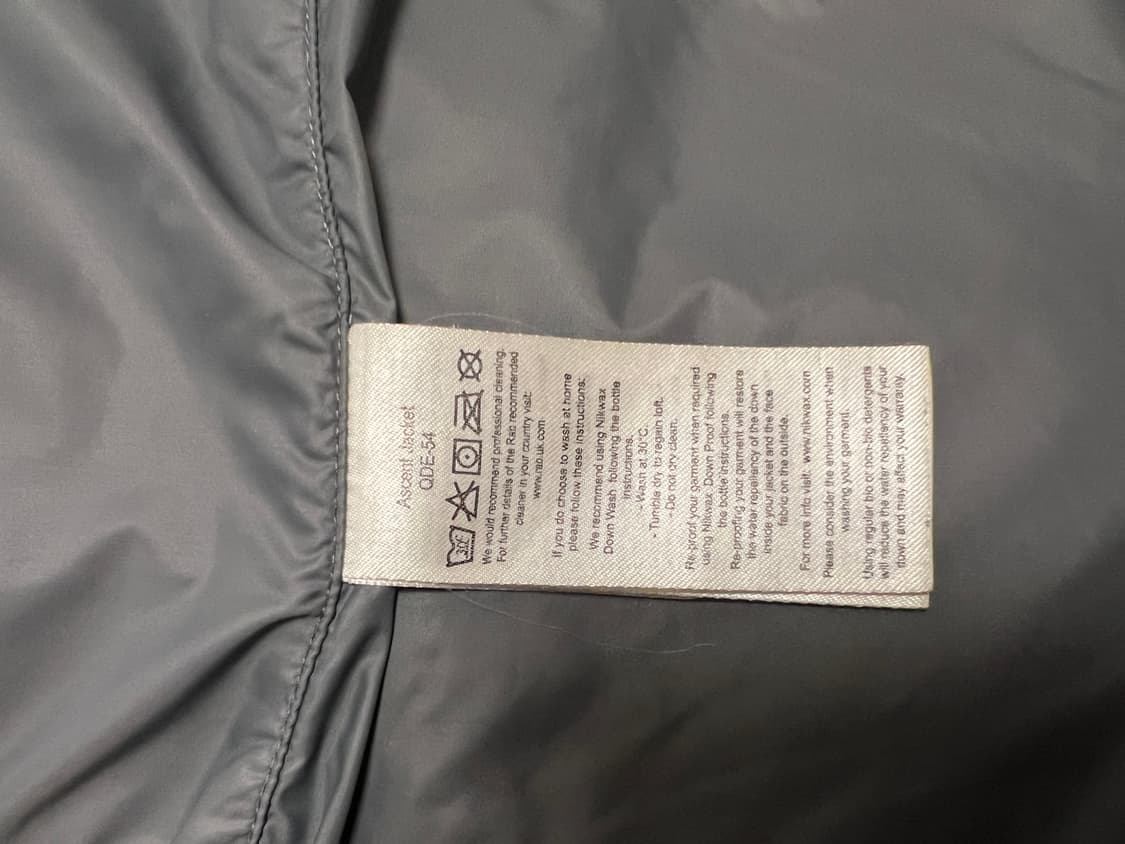 Ascent Jacket
QDE-54
30°
We would recommend professional cleaning.
For further details of the Rab recommended
cleaner in your country visit:
www.rab.uk.com
If you do choose to wash at home
please follow these instructions:
We recommend using Nikwax
Down Wash following the bottle
instructions.
- Wash at 30°C.
- Tumble dry to regain loft.
- Do not dry clean.
Re-proof your garment when required
using Nikwax Down Proof following
the bottle instructions.
Re-proofing your garment will restore
the water repellency of the down
inside your jacket and the face
fabric on the outside.
For more info visit: www.nikwax.com
Please consider the environment when
washing your garment.
Using regular bio or non-bio detergents
will reduce the water repellency of your
down and may affect your warranty.